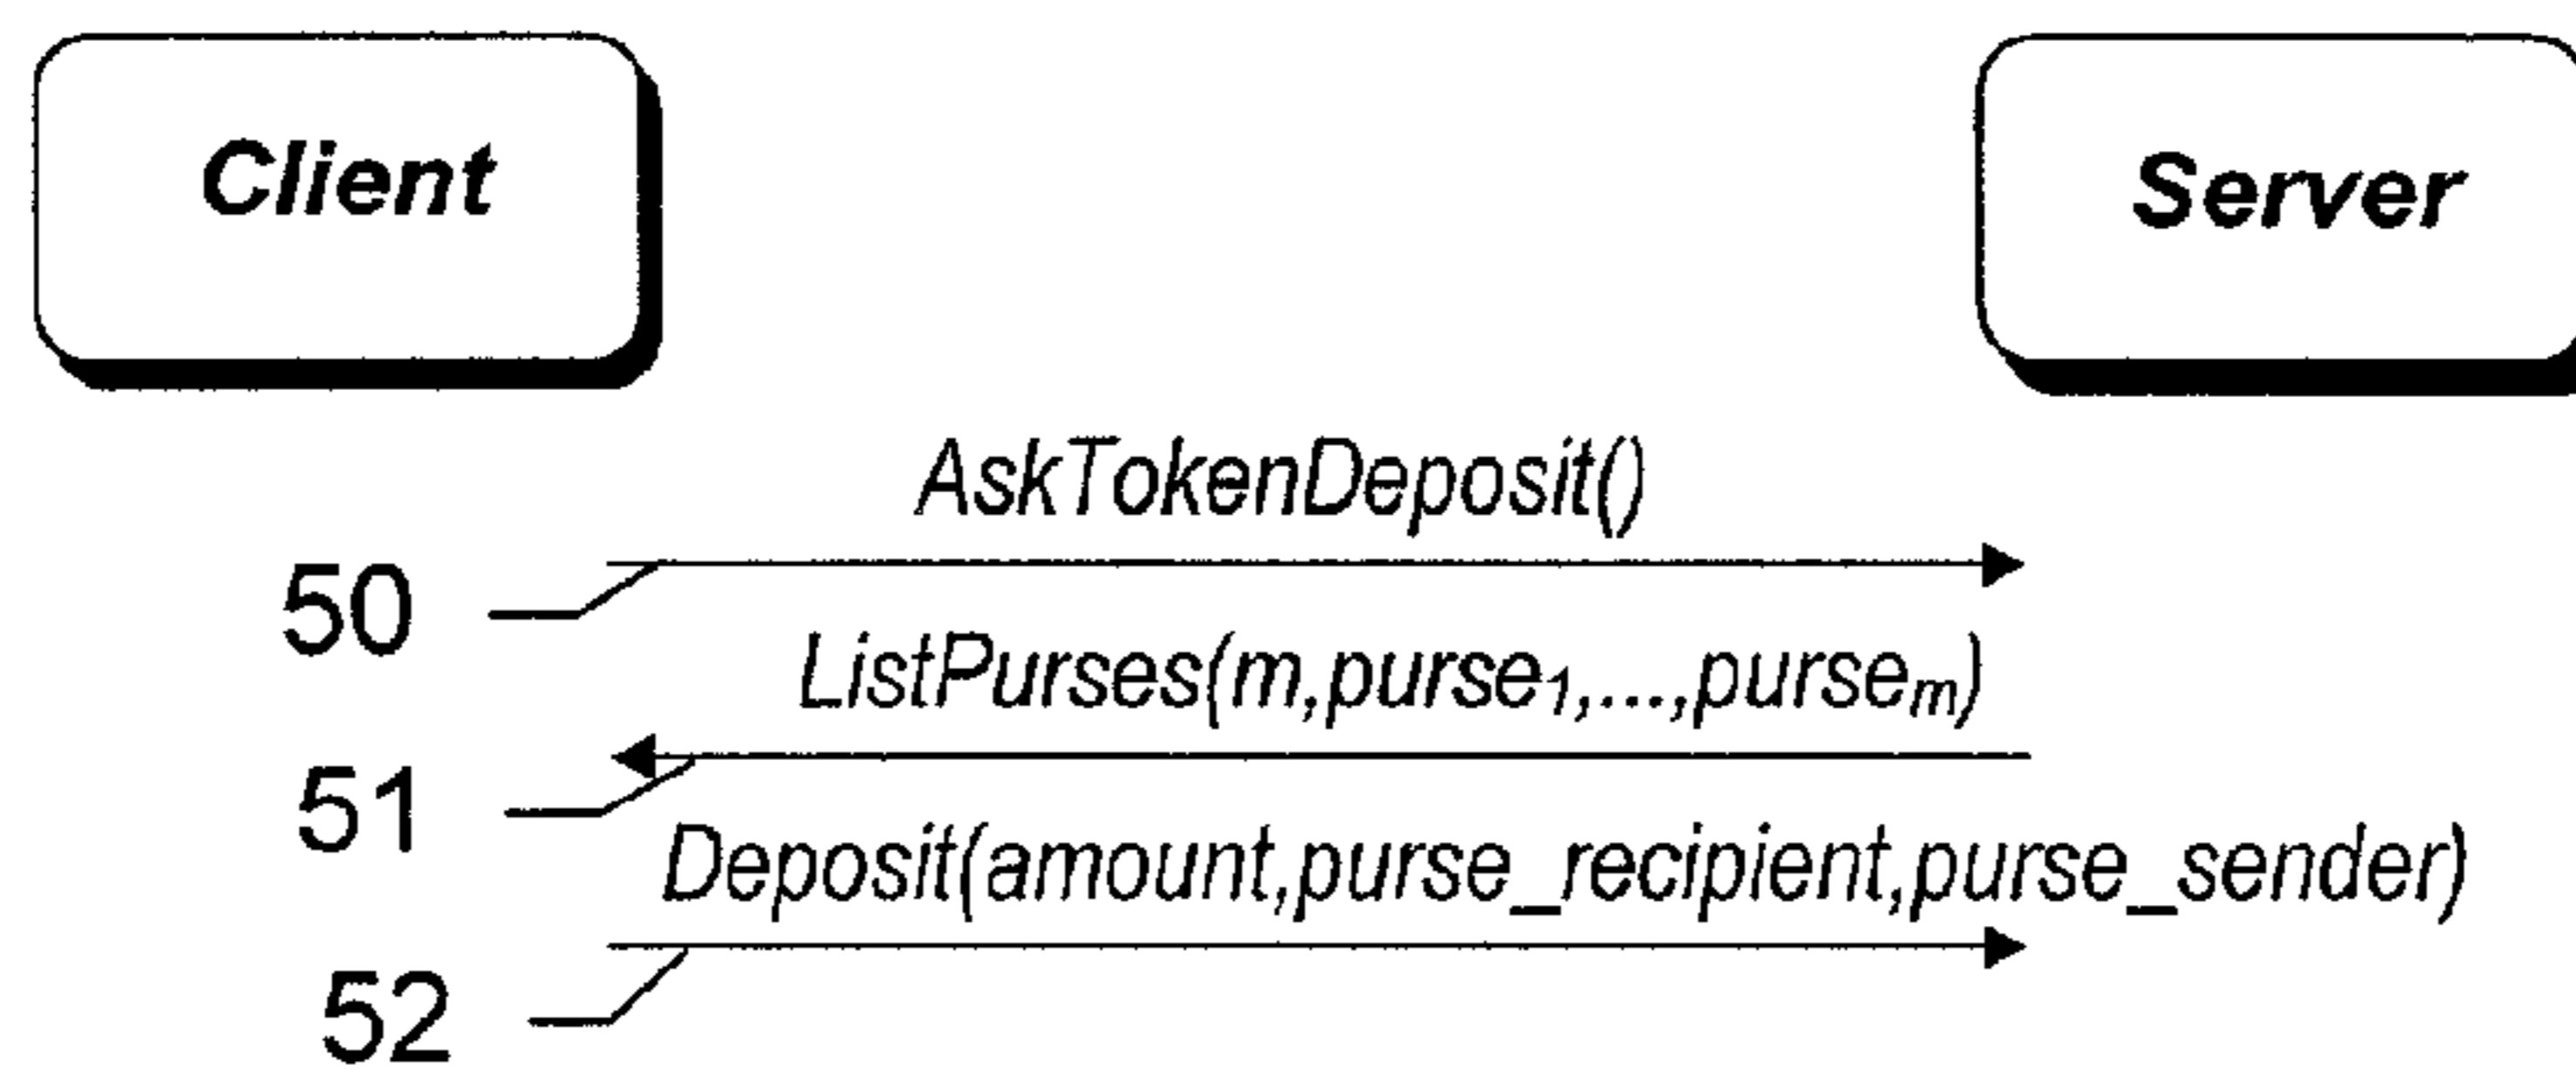 Client
Server
AskTokenDeposit()
50
ListPurses(m,purse₁,...,purseₘ)
51
Deposit(amount,purse_recipient,purse_sender)
52